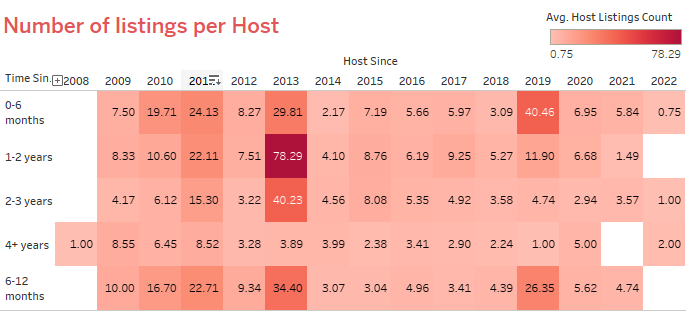 Number of listings per Host
Avg. Host Listings Count
0.75 78.29
Host Since
Time Sin.. 2008 2009 2010 201 2012 2013 2014 2015 2016 2017 2018 2019 2020 2021 2022
0-6
months
7.50 19.71 24.13 8.27 29.81 2.17 7.19 5.66 5.97 3.09 40.46 6.95 5.84 0.75
1-2 years 8.33 10.60 22.11 7.51 78.29 4.10 8.76 6.19 9.25 5.27 11.90 6.68 1.49
2-3 years 4.17 6.12 15.30 3.22 40.23 4.56 8.08 5.35 4.92 3.58 4.74 2.94 3.57 1.00
4+ years 1.00 8.55 6.45 8.52 3.28 3.89 3.99 2.38 3.41 2.90 2.24 1.00 5.00 2.00
6-12
months
10.00 16.70 22.71 9.34 34.40 3.07 3.04 4.96 3.41 4.39 26.35 5.62 4.74